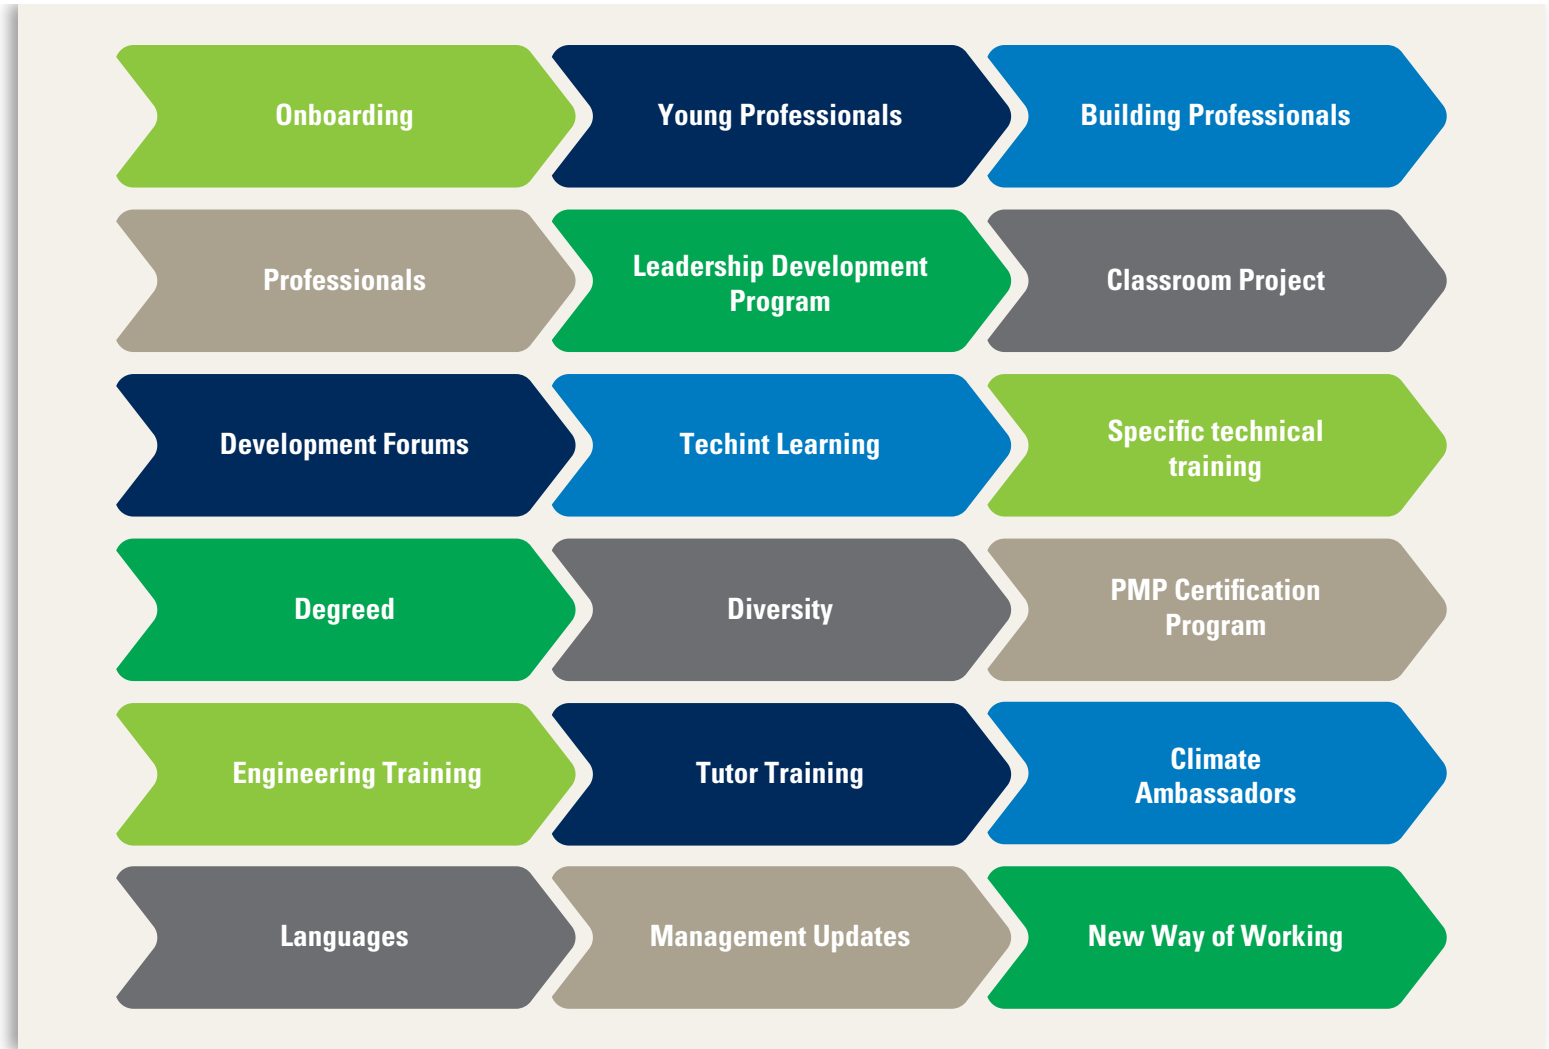 Onboarding
Young Professionals
Building Professionals
Professionals
Leadership Development
Program
Classroom Project
Development Forums
Techint Learning
Specific technical
training
Degreed
Diversity
PMP Certification
Program
Engineering Training
Tutor Training
Climate
Ambassadors
Languages
Management Updates
New Way of Working